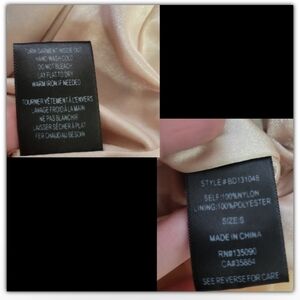 TURN GARMENT INSIDE OUT
HAND WASH COLD
DO NOT BLEACH
LAY FLAT TO DRY
WARM IRON IF NEEDED
TOURNER VÊTEMENT À L'ENVERS
LAVAGE FROID À LA MAIN
NE PAS BLANCHIR
LAISSER SÉCHER À PLAT
FER CHAUD AU BESOIN
STYLE#BD131048
SELF:100%NYLON
LINING:100%POLYESTER
SIZE:S
MADE IN CHINA
RN#135090
CA#35864
SEE REVERSE FOR CARE